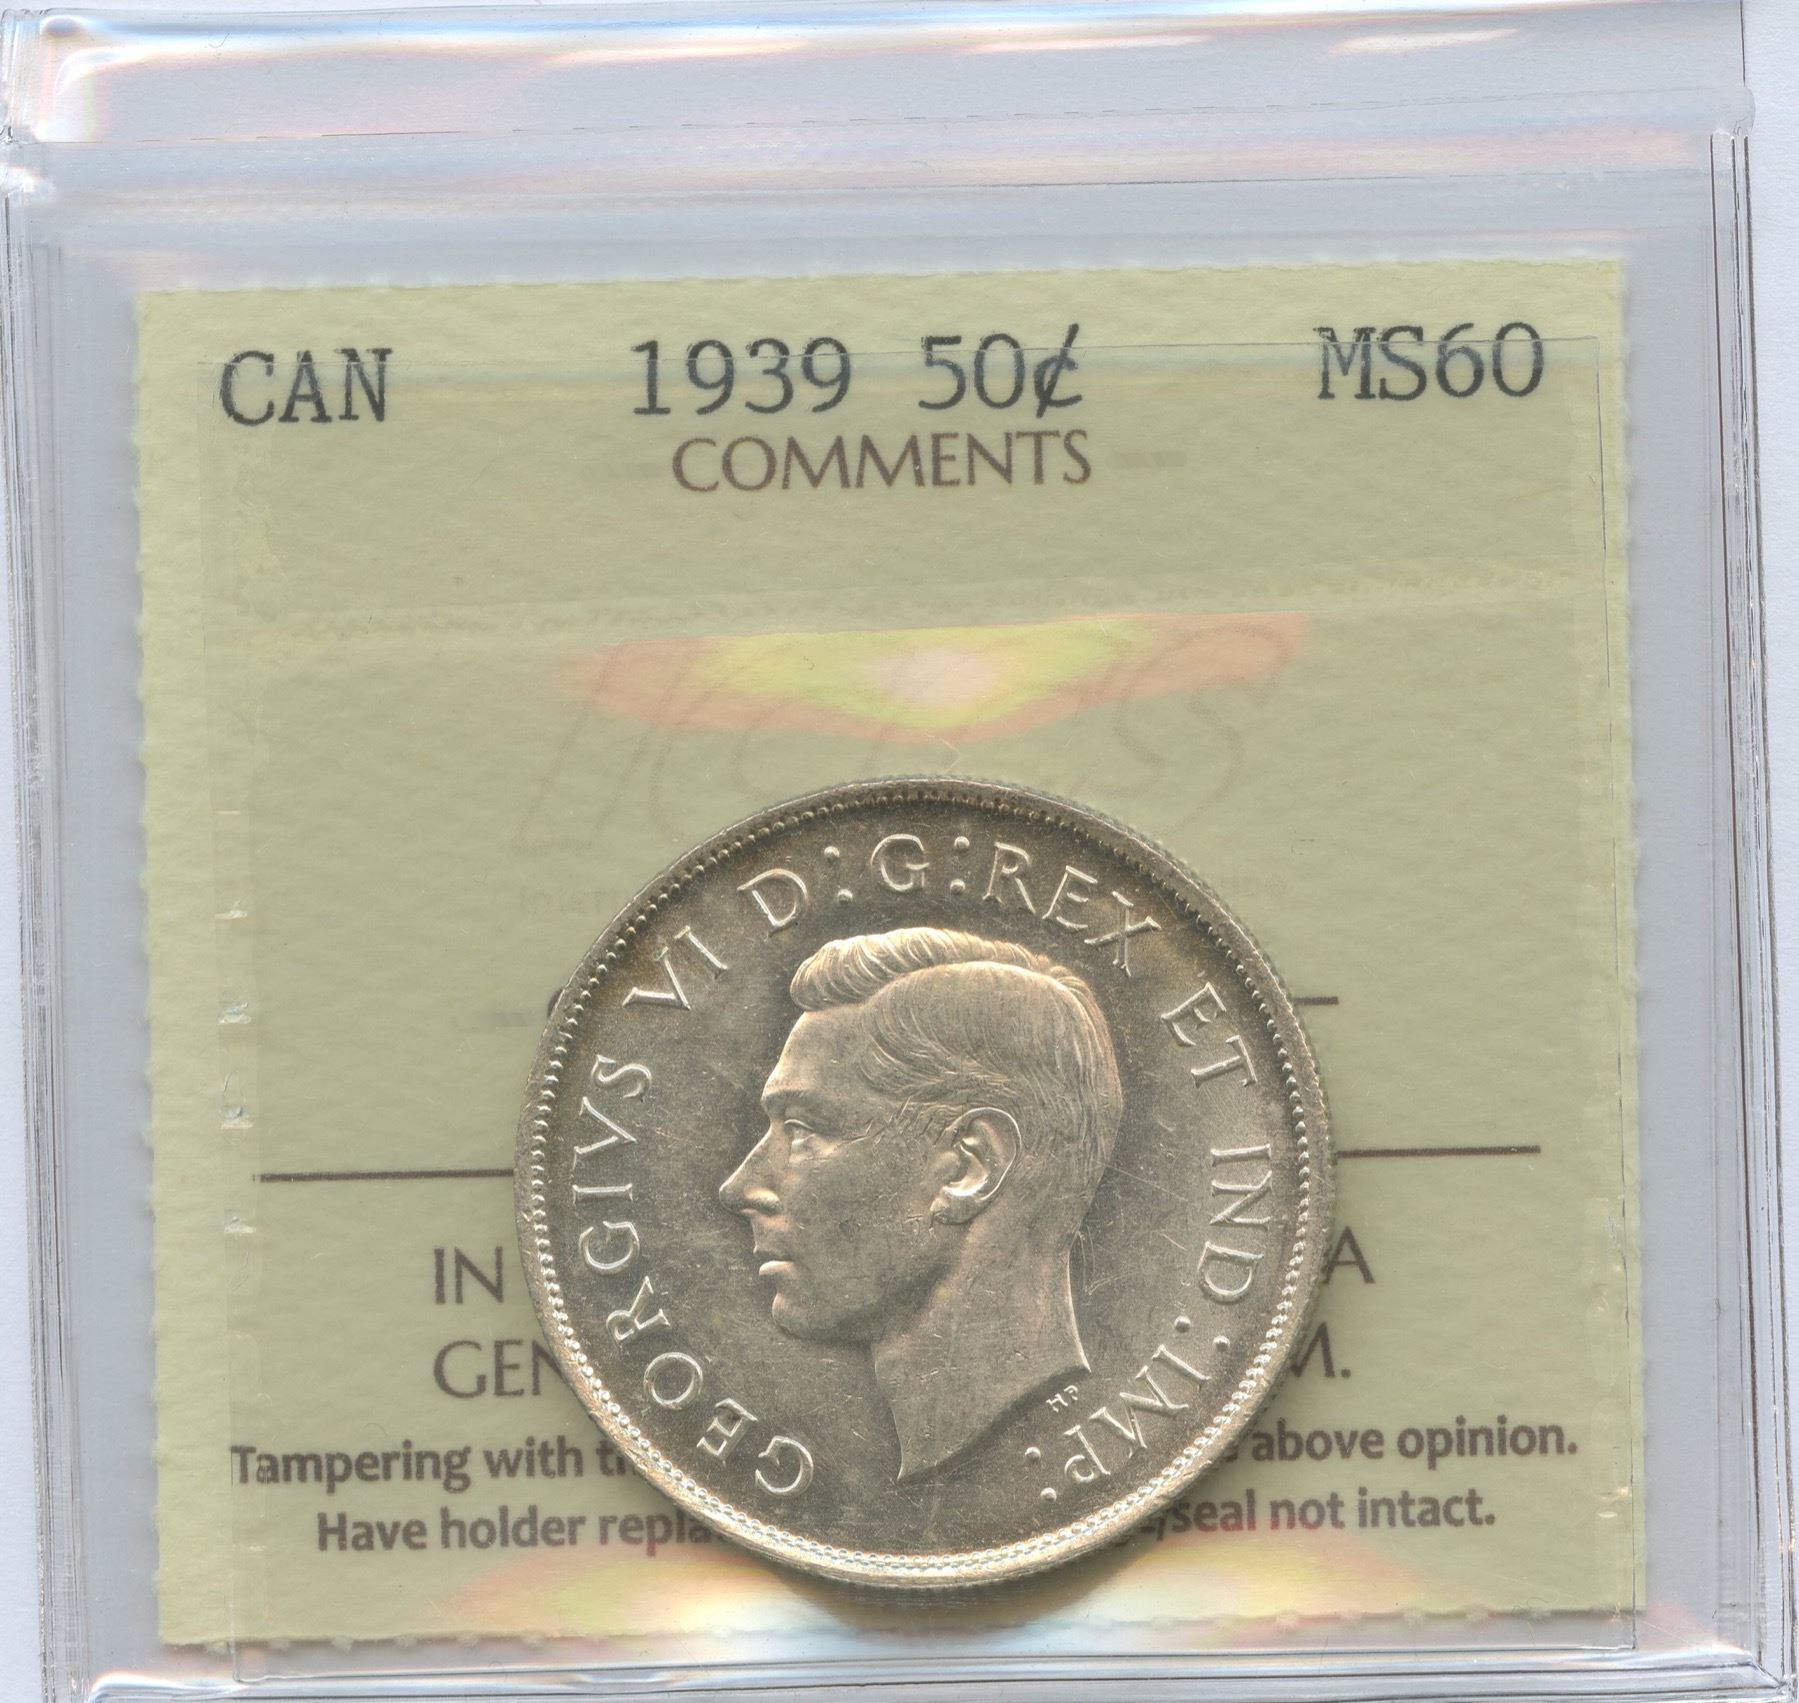 CAN 1939 50¢ MS60
COMMENTS
ICCS
GEORGIVS VI D:G:REX ET IND:IMP:
HP
IN A
GEN M.
Tampering with th above opinion.
Have holder repla /seal not intact.